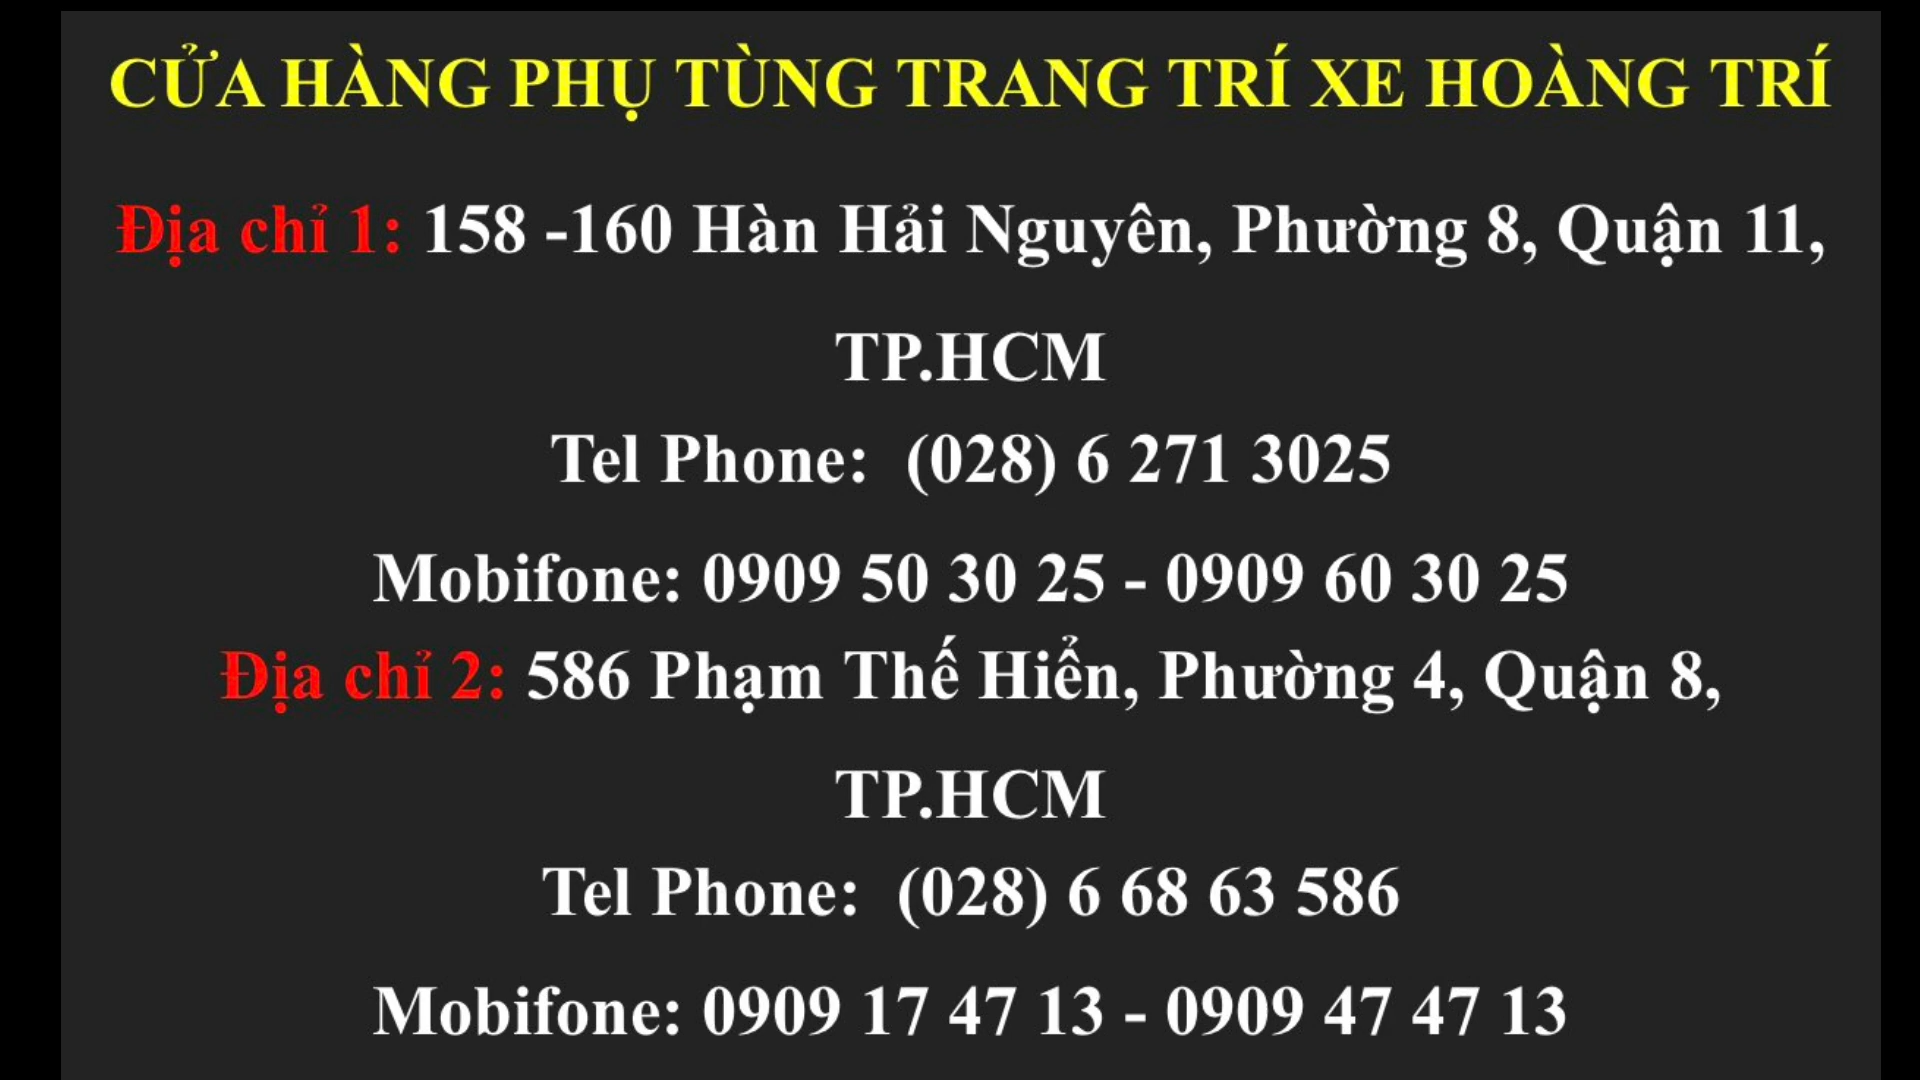 CỬA HÀNG PHỤ TÙNG TRANG TRÍ XE HOÀNG TRÍ
Địa chỉ 1: 158 -160 Hàn Hải Nguyên, Phường 8, Quận 11,
TP.HCM
Tel Phone: (028) 6 271 3025
Mobifone: 0909 50 30 25 - 0909 60 30 25
Địa chỉ 2: 586 Phạm Thế Hiển, Phường 4, Quận 8,
TP.HCM
Tel Phone: (028) 6 68 63 586
Mobifone: 0909 17 47 13 - 0909 47 47 13